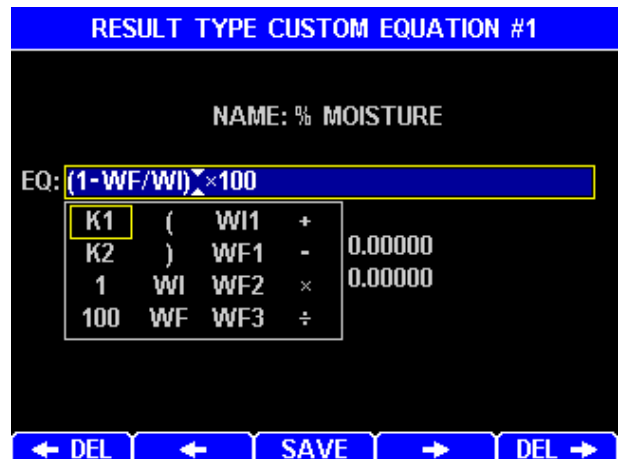 RESULT TYPE CUSTOM EQUATION #1
NAME: % MOISTURE
EQ: (1-WF/WI)×100
K1 ( WI1 +
K2 ) WF1 - 0.00000
1 WI WF2 × 0.00000
100 WF WF3 ÷
← DEL ← SAVE → DEL →